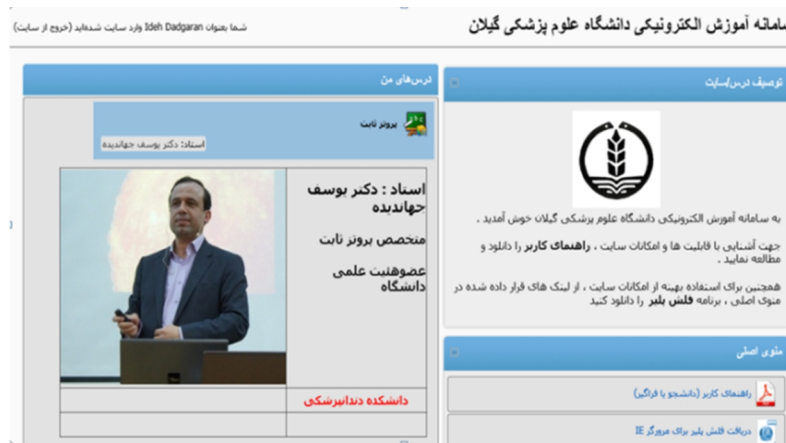 سامانه آموزش الکترونیکی دانشگاه علوم پزشکی گیلان
شما بعنوان Ideh Dadgaran وارد سایت شده‌اید (خروج از سایت)
توصیف درس/سایت
به سامانه آموزش الکترونیکی دانشگاه علوم پزشکی گیلان خوش آمدید .
جهت آشنایی با قابلیت ها و امکانات سایت ، راهنمای کاربر را دانلود و
مطالعه نمایید .
همچنین برای استفاده بهینه از امکانات سایت ، از لینک های قرار داده شده در
منوی اصلی ، برنامه فلش پلیر را دانلود کنید
منوی اصلی
راهنمای کاربر (دانشجو یا فراگیر)
دریافت فلش پلیر برای مرورگر IE
درس‌های من
پروتز ثابت
استاد: دکتر یوسف جهاندیده
استاد : دکتر یوسف
جهاندیده
متخصص پروتز ثابت
عضوهئیت علمی
دانشگاه
دانشکده دندانپزشکی